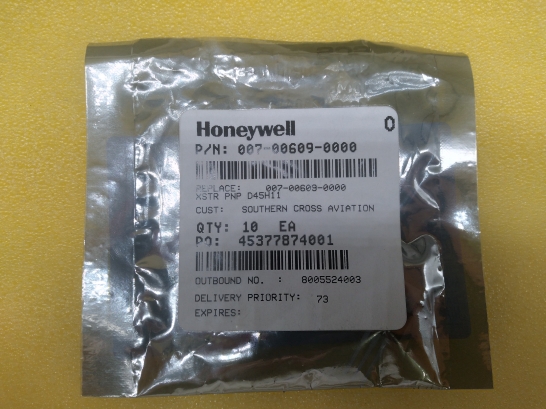 Honeywell
0
P/N: 007-00609-0000
REPLACE: 007-00609-0000
XSTR PNP D45H11
CUST: SOUTHERN CROSS AVIATION
QTY: 10 EA
PO: 45377874001
OUTBOUND NO. : 8005524003
DELIVERY PRIORITY: 73
EXPIRES: